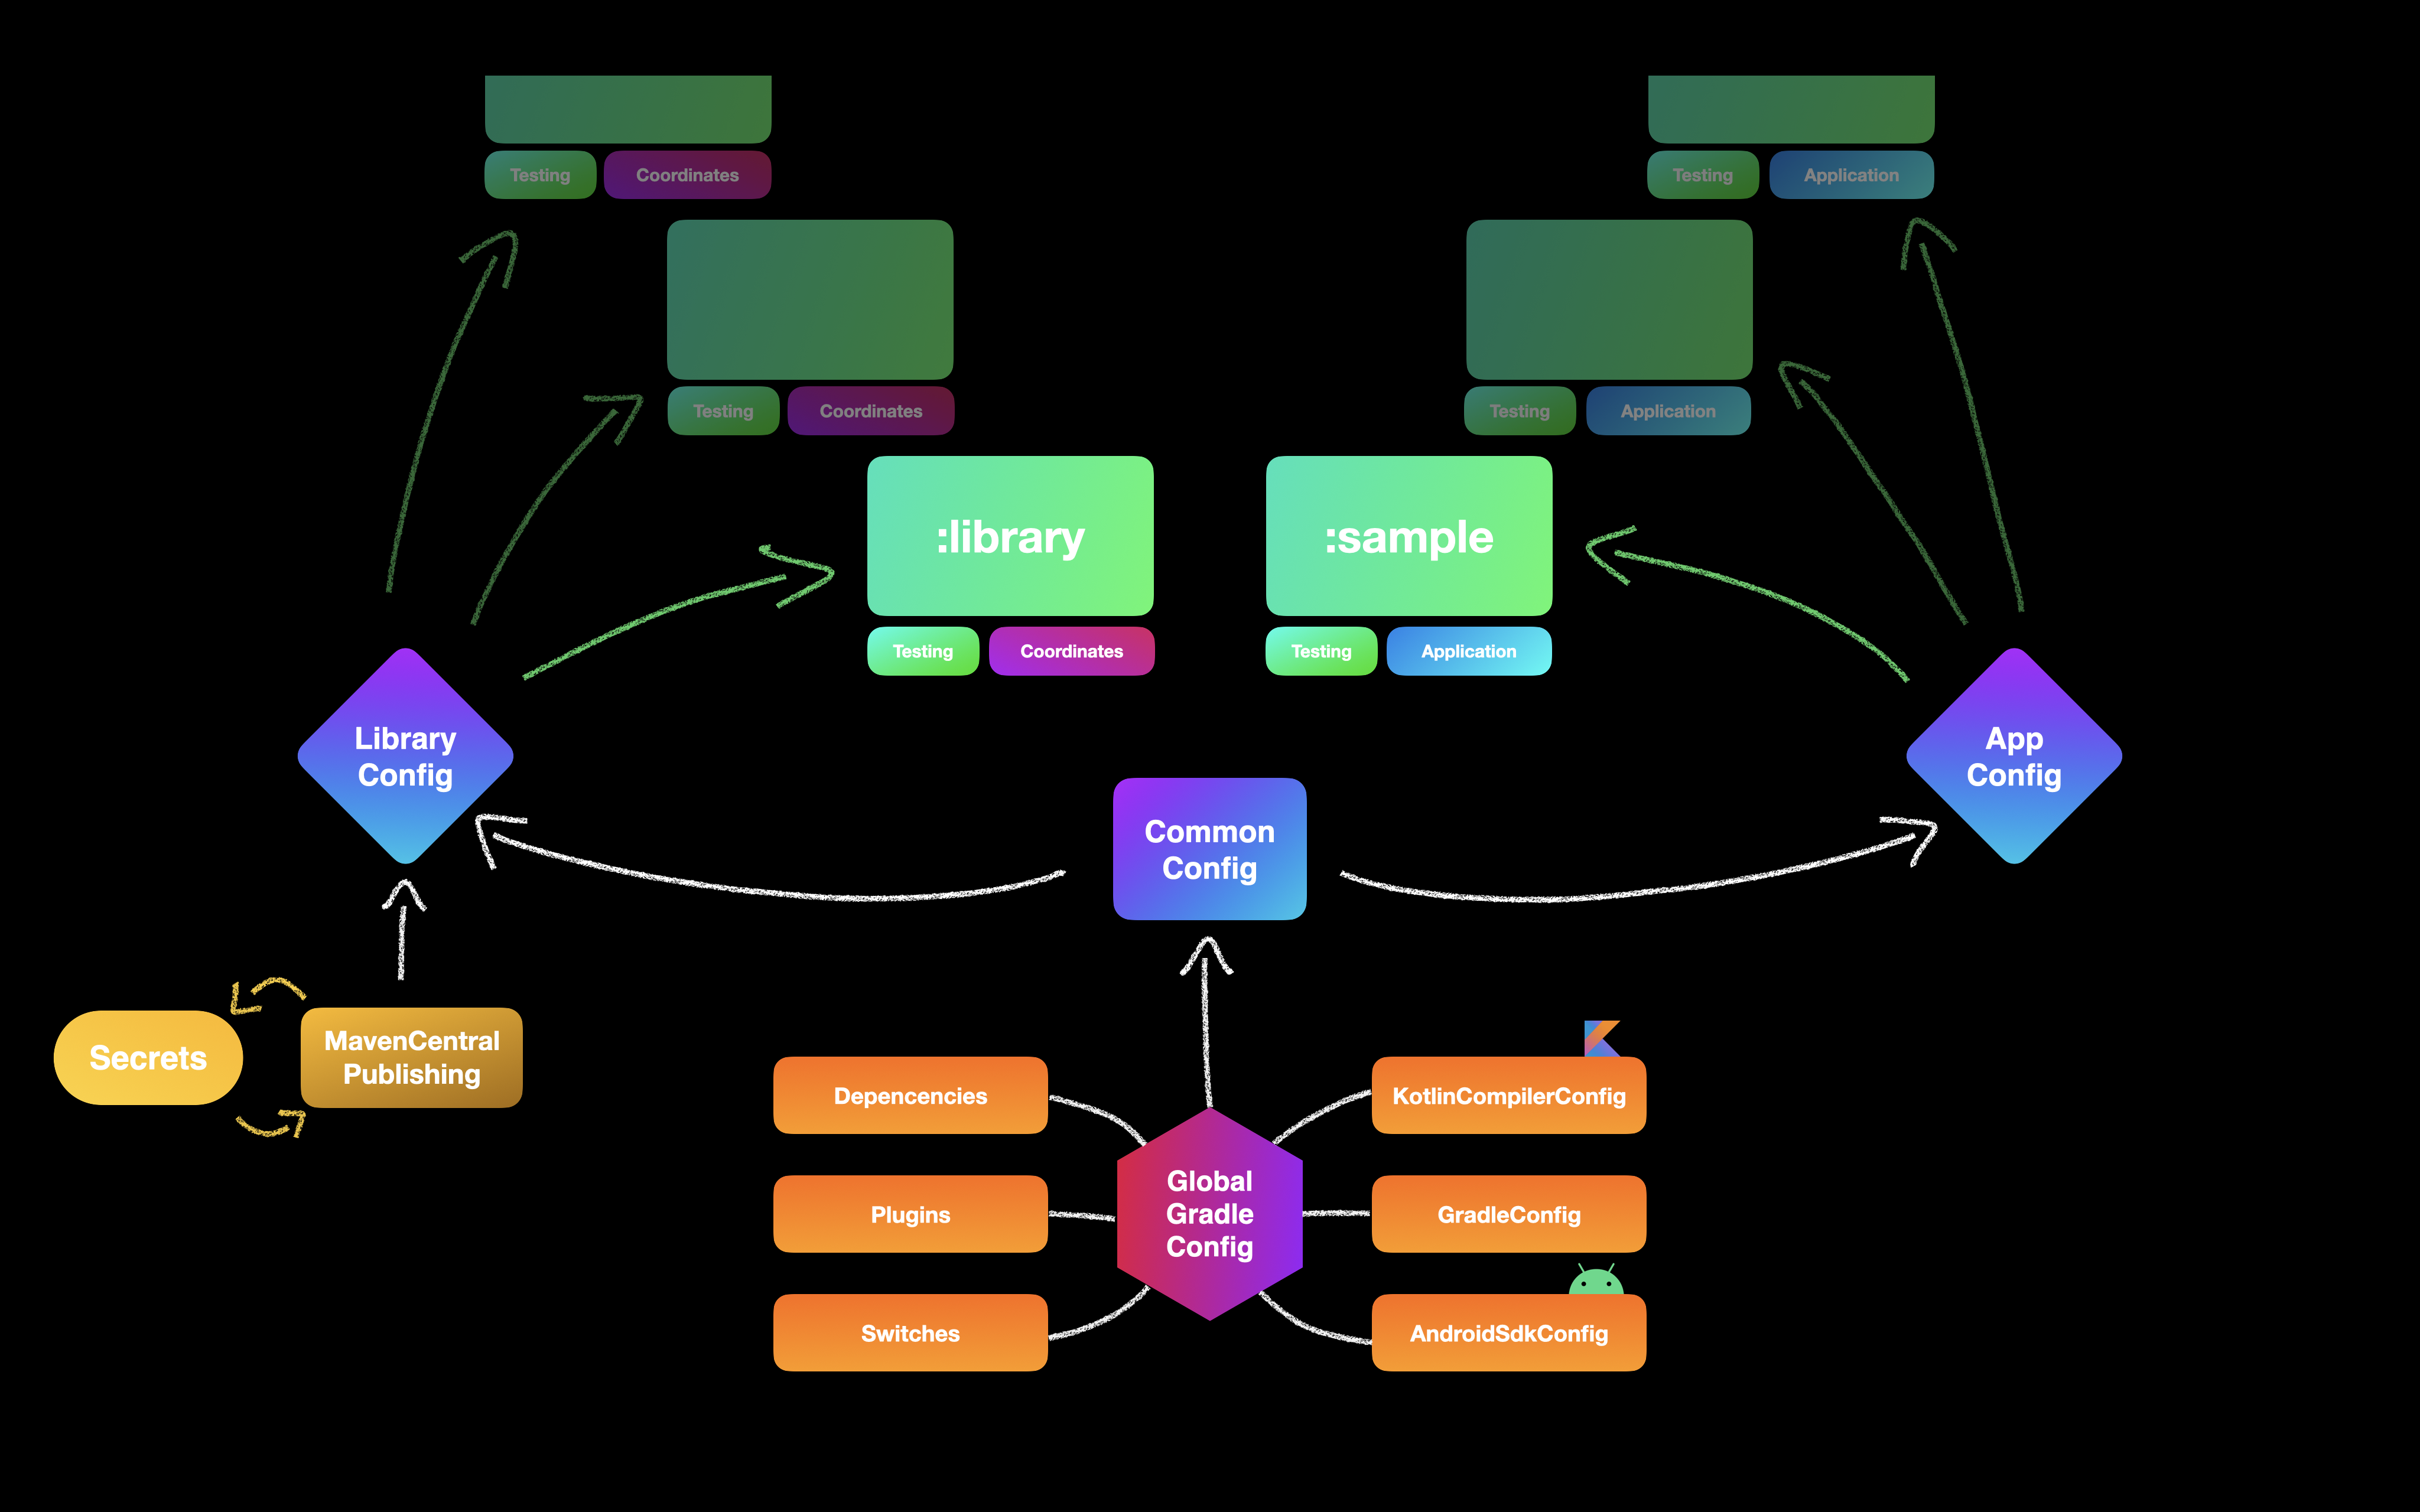 Testing
Coordinates
Testing
Application
Testing
Coordinates
Testing
Application
:library
:sample
Testing
Coordinates
Testing
Application
Library
Config
App
Config
Common
Config
Secrets
MavenCentral
Publishing
Depencencies
KotlinCompilerConfig
Global
Gradle
Config
Plugins
GradleConfig
Switches
AndroidSdkConfig